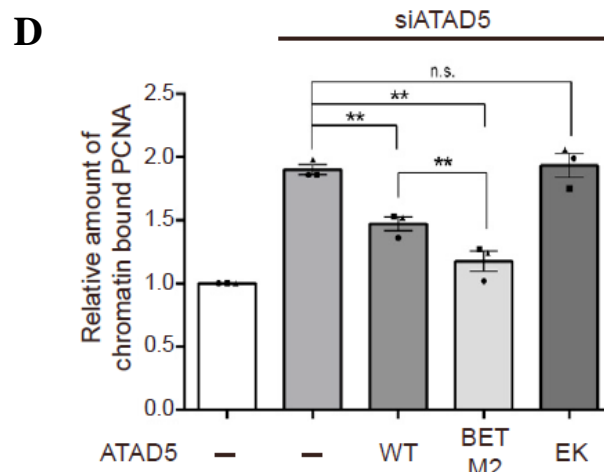 D
siATAD5
n.s.
**
**
**
Relative amount of
chromatin bound PCNA
2.5
2.0
1.5
1.0
0.5
0.0
ATAD5 – – WT BET M2 EK